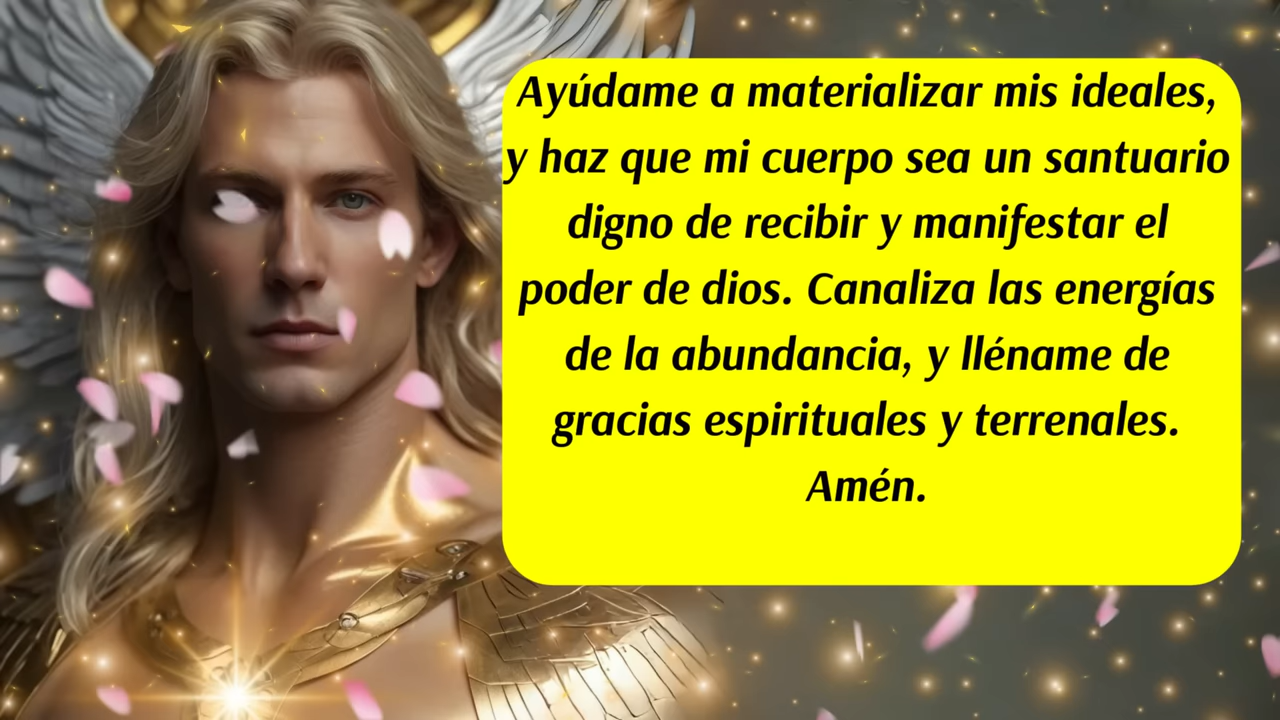 Ayúdame a materializar mis ideales,
y haz que mi cuerpo sea un santuario
digno de recibir y manifestar el
poder de dios. Canaliza las energías
de la abundancia, y lléname de
gracias espirituales y terrenales.
Amén.